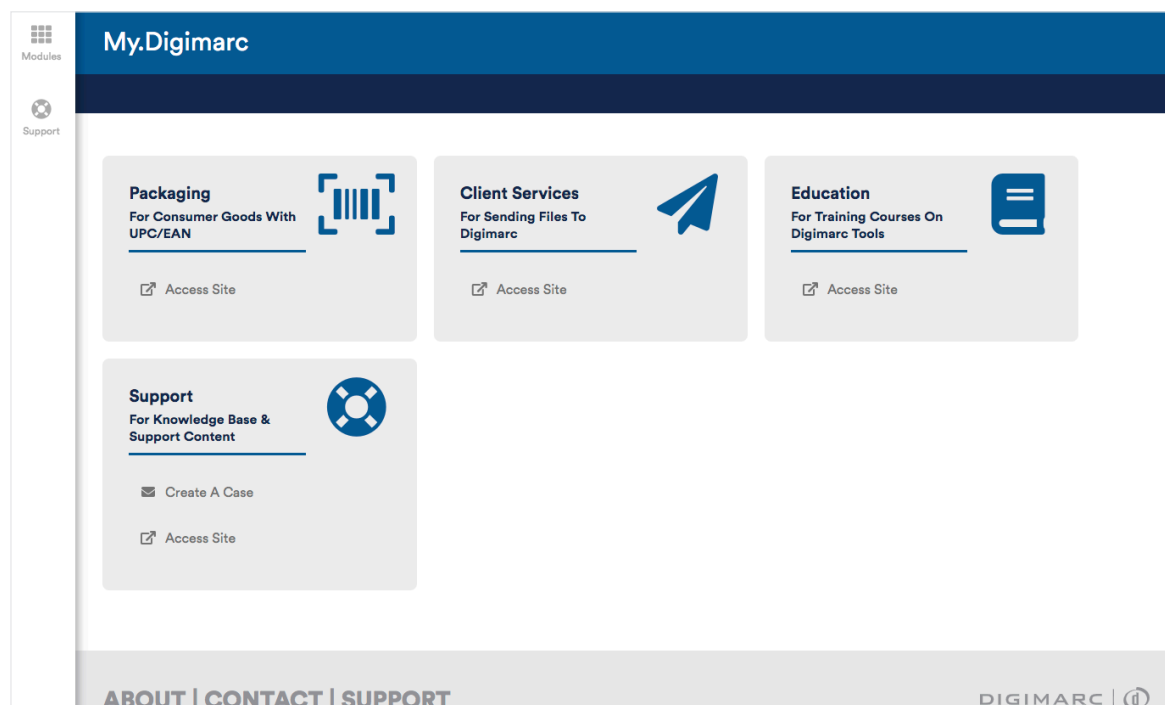 Modules
Support
My.Digimarc
Packaging
For Consumer Goods With
UPC/EAN
Access Site
Client Services
For Sending Files To
Digimarc
Access Site
Education
For Training Courses On
Digimarc Tools
Access Site
Support
For Knowledge Base &
Support Content
Create A Case
Access Site
ABOUT | CONTACT | SUPPORT
DIGIMARC | d